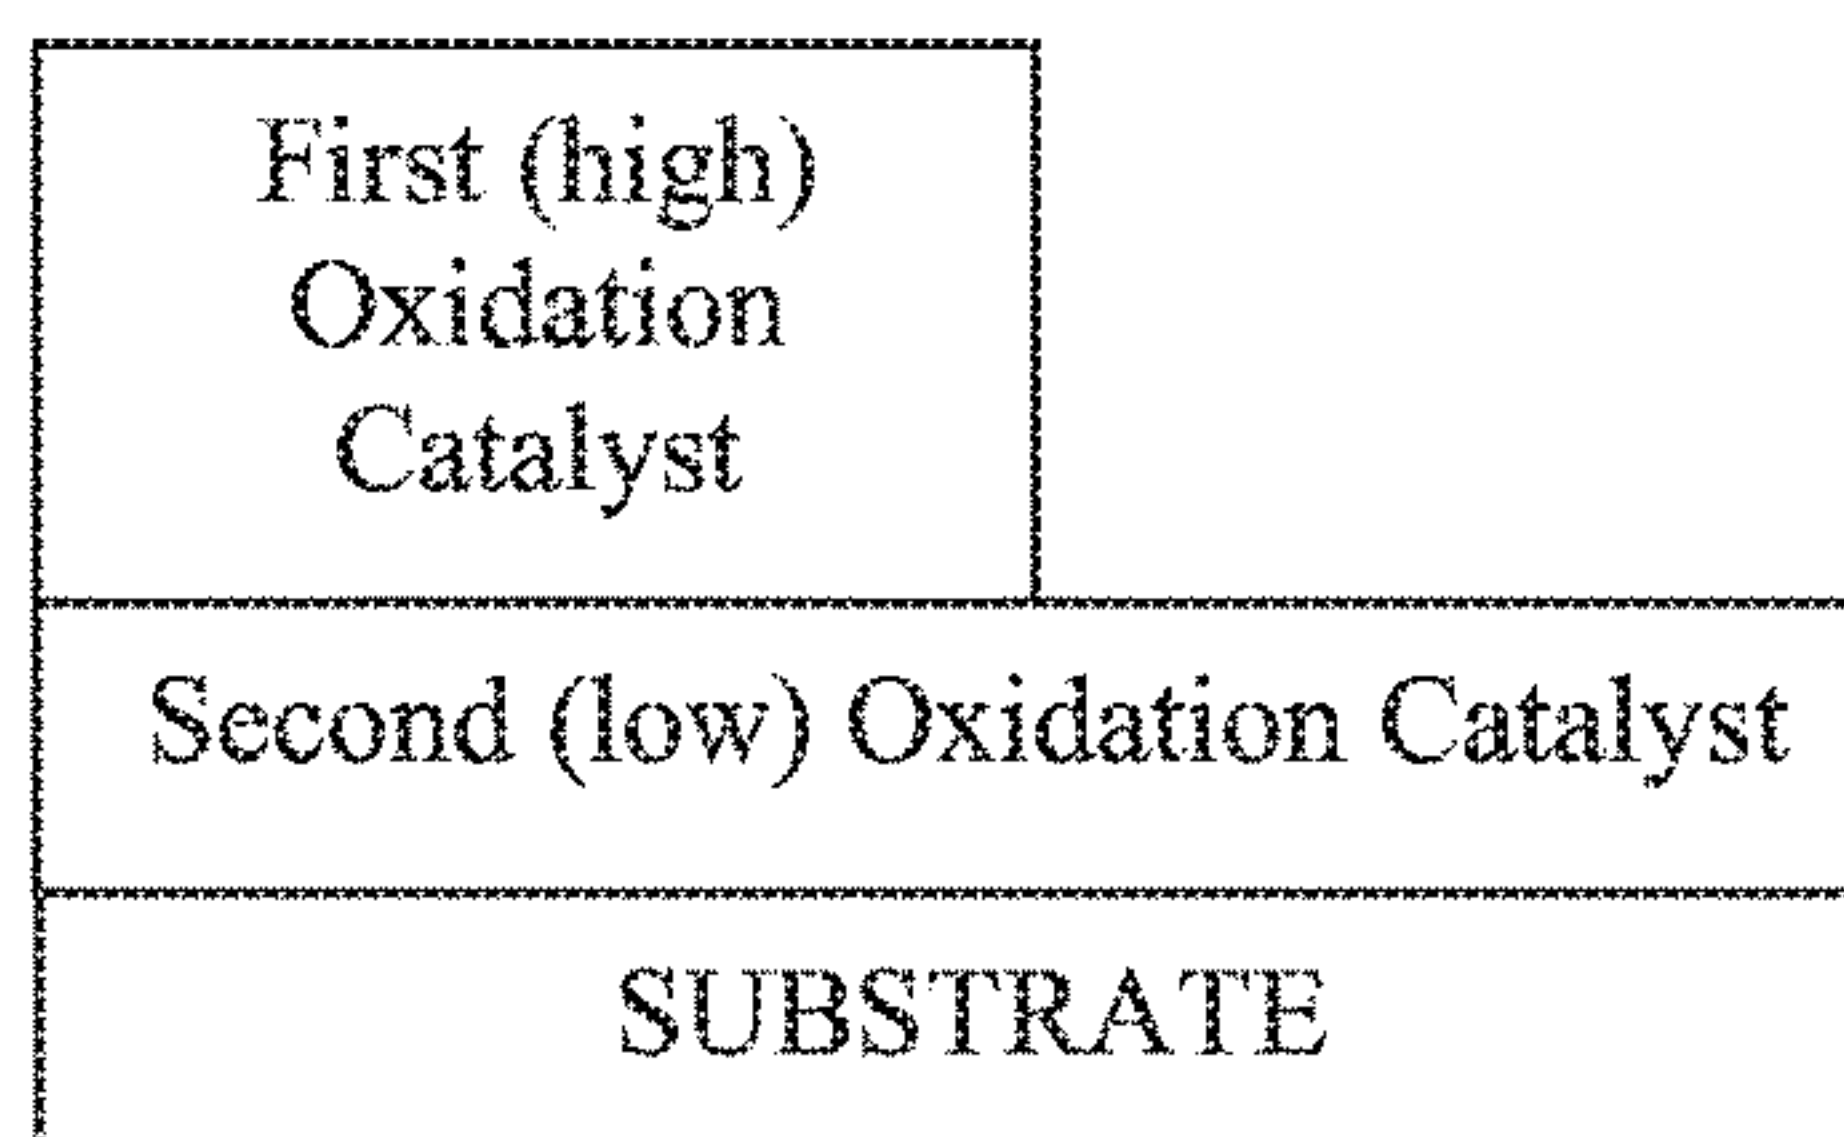 First (high)
Oxidation
Catalyst
Second (low) Oxidation Catalyst
SUBSTRATE